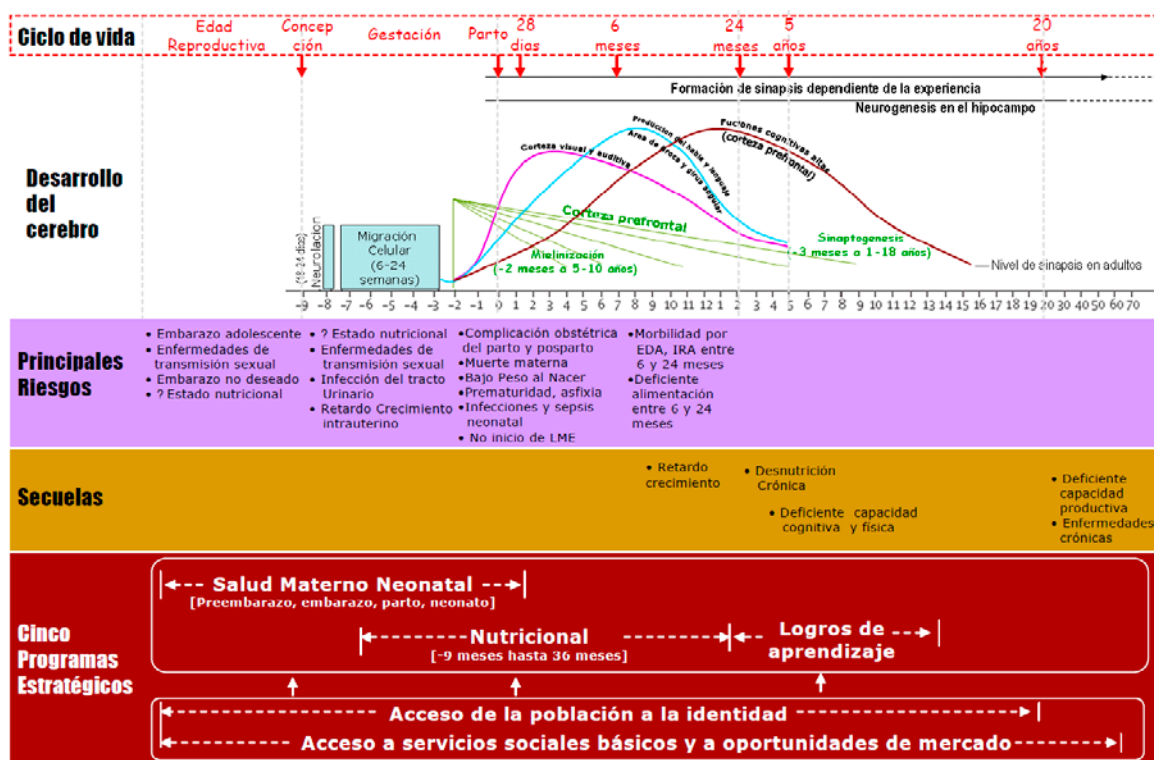 Ciclo de vida
Edad
Reproductiva
Concep
ción
Gestación
Parto
28
días
6
meses
24
meses
5
años
20
años
Formación de sinapsis dependiente de la experiencia
Neurogenesis en el hipocampo
Desarrollo
del
cerebro
(18-24 días)
Neurolacion
Migración
Celular
(6-24
semanas)
Corteza visual y auditiva
Produccion del habla y lenguaje
Area de Broca y girus angular
Fuciones cognitivas altas
(corteza prefrontal)
Corteza prefrontal
Mielinización
(-2 meses a 5-10 años)
Sinaptogenesis
(-3 meses a 1-18 años)
Nivel de sinapsis en adultos
-9 -8 -7 -6 -5 -4 -3 -2 -1 0 1 2 3 4 5 6 7 8 9 10 11 12 1 2 3 4 5 6 7 8 9 10 11 12 13 14 15 16 17 18 19 20 30 40 50 60 70
Principales
Riesgos
• Embarazo adolescente
• Enfermedades de
transmisión sexual
• Embarazo no deseado
• ? Estado nutricional
• ? Estado nutricional
• Enfermedades de
transmisión sexual
• Infección del tracto
Urinario
• Retardo Crecimiento
intrauterino
•Complicación obstétrica
del parto y posparto
•Muerte materna
•Bajo Peso al Nacer
•Prematuridad, asfixia
•Infecciones y sepsis
neonatal
• No inicio de LME
•Morbilidad por
EDA, IRA entre
6 y 24 meses
•Deficiente
alimentación
entre 6 y 24
meses
Secuelas
• Retardo
crecimiento
• Desnutrición
Crónica
• Deficiente capacidad
cognitiva y física
• Deficiente
capacidad
productiva
• Enfermedades
crónicas
Cinco
Programas
Estratégicos
Salud Materno Neonatal
[Preembarazo, embarazo, parto, neonato]
Nutricional
[-9 meses hasta 36 meses]
Logros de
aprendizaje
Acceso de la población a la identidad
Acceso a servicios sociales básicos y a oportunidades de mercado